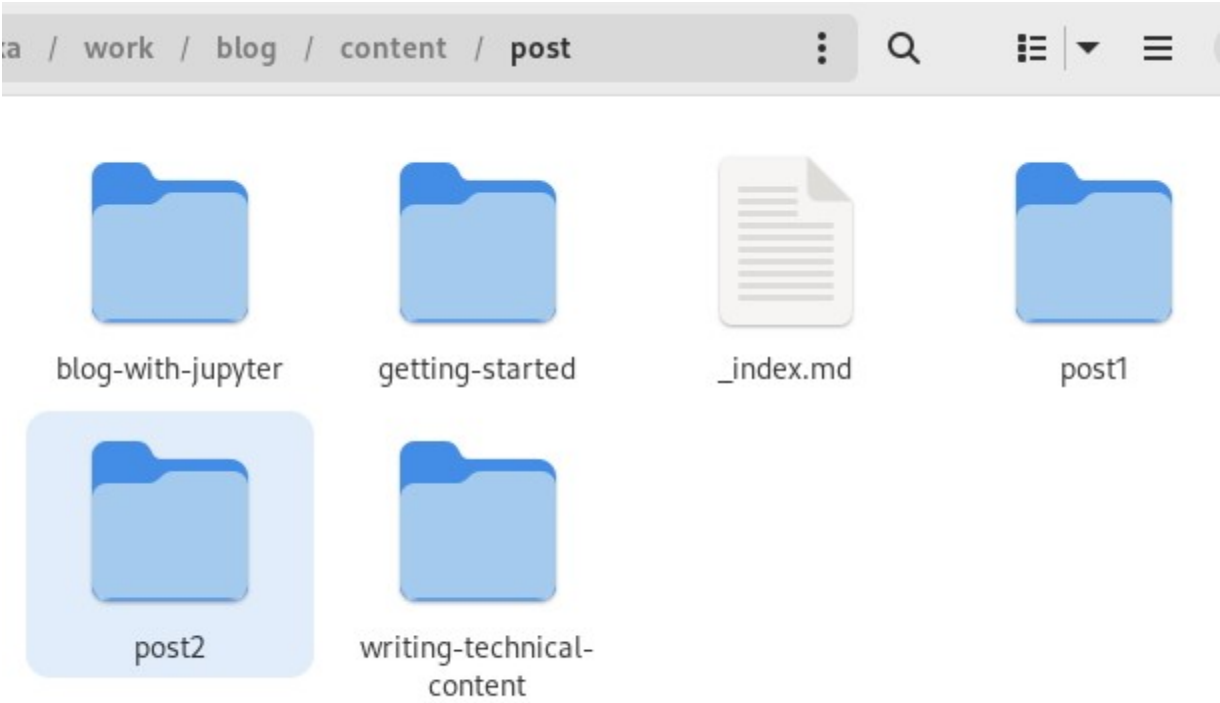 / work / blog / content / post
blog-with-jupyter
getting-started
_index.md
post1
post2
writing-technical-
content